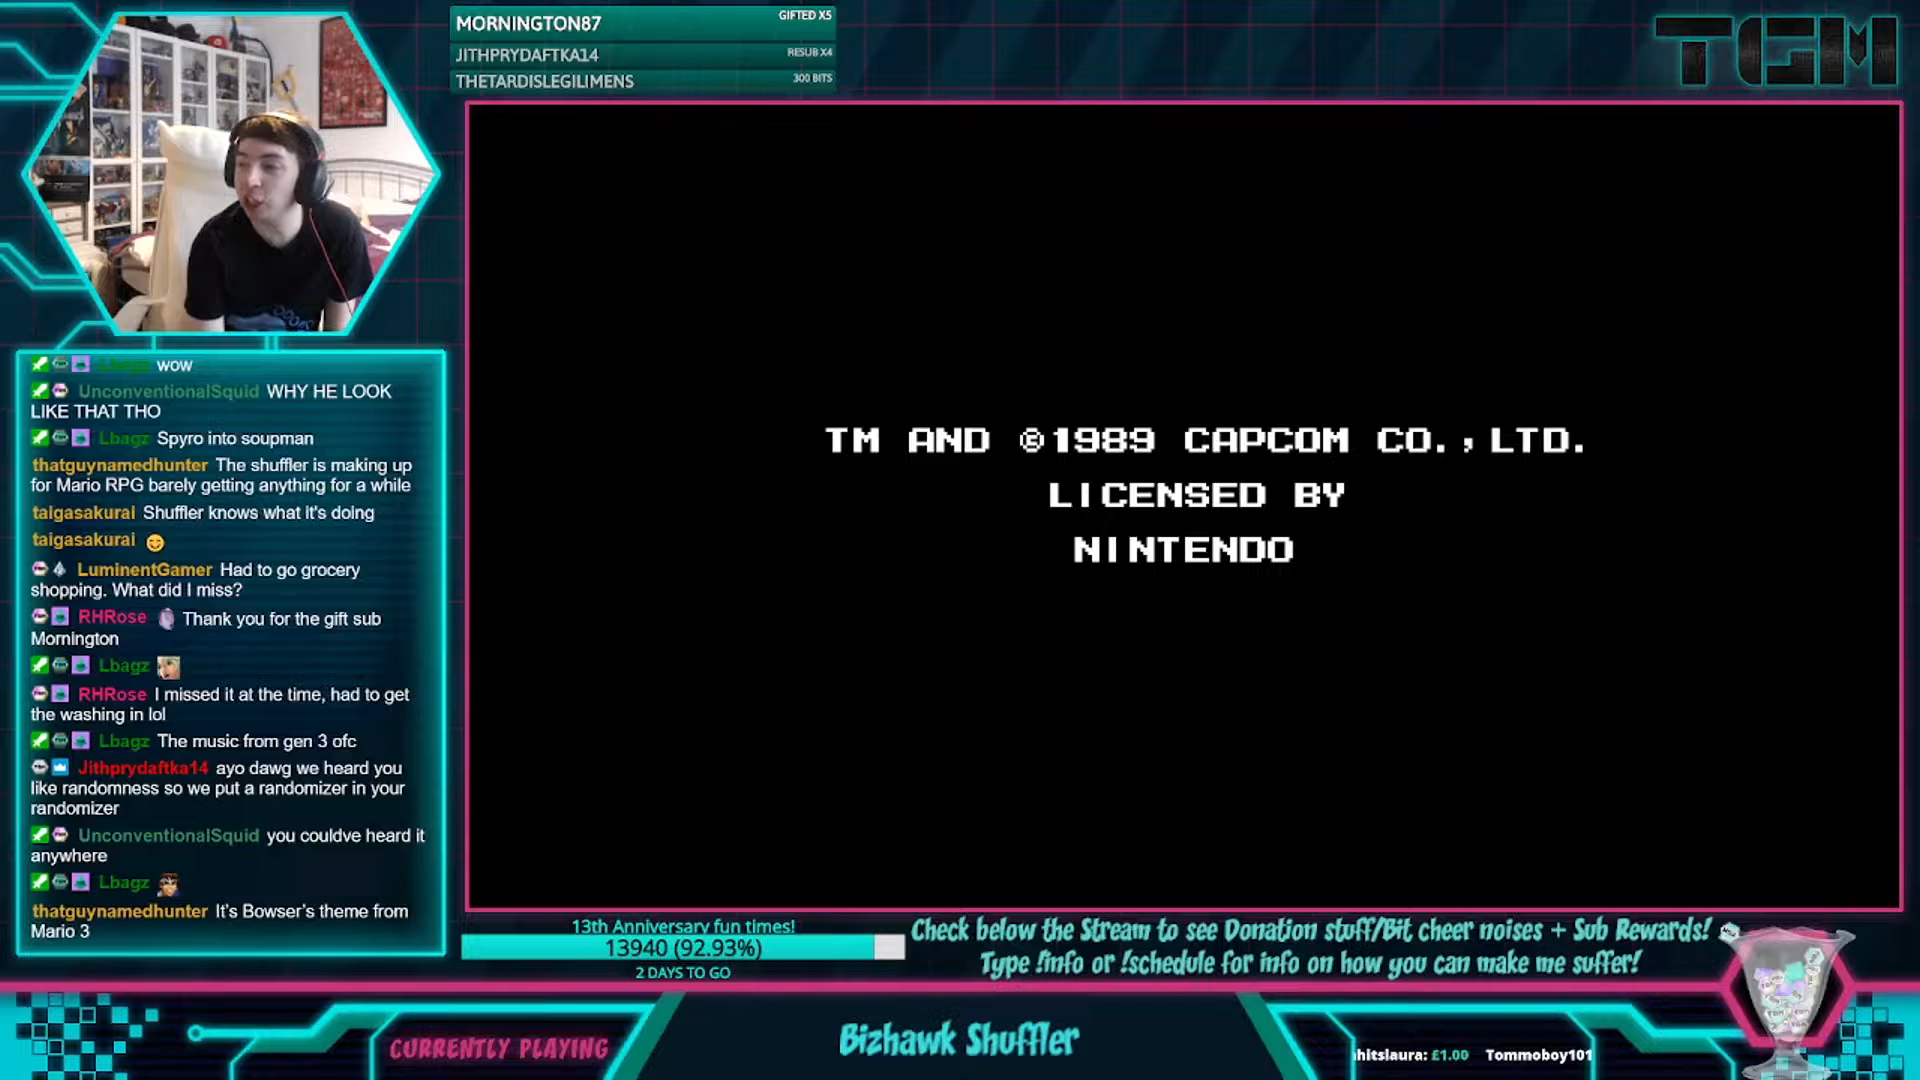 MORNINGTON87 GIFTED X5
JITHPRYDAFTKA14 RESUB X4
THETARDISLEGILIMENS 300 BITS
TGM
TM AND ©1989 CAPCOM CO., LTD.
LICENSED BY
NINTENDO
Lbagz wow
UnconventionalSquid WHY HE LOOK
LIKE THAT THO
Lbagz Spyro into soupman
thatguynamedhunter The shuffler is making up
for Mario RPG barely getting anything for a while
taigasakurai Shuffler knows what it's doing
taigasakurai
LuminentGamer Had to go grocery
shopping. What did I miss?
RHRose Thank you for the gift sub
Mornington
Lbagz
RHRose I missed it at the time, had to get
the washing in lol
Lbagz The music from gen 3 ofc
Jithprydaftka14 ayo dawg we heard you
like randomness so we put a randomizer in your
randomizer
UnconventionalSquid you couldve heard it
anywhere
Lbagz
thatguynamedhunter It's Bowser's theme from
Mario 3
13th Anniversary fun times!
13940 (92.93%)
2 DAYS TO GO
Check below the Stream to see Donation stuff/Bit cheer noises + Sub Rewards!
Type !info or !schedule for info on how you can make me suffer!
CURRENTLY PLAYING
Bizhawk Shuffler
hitslaura: £1.00 Tommoboy101